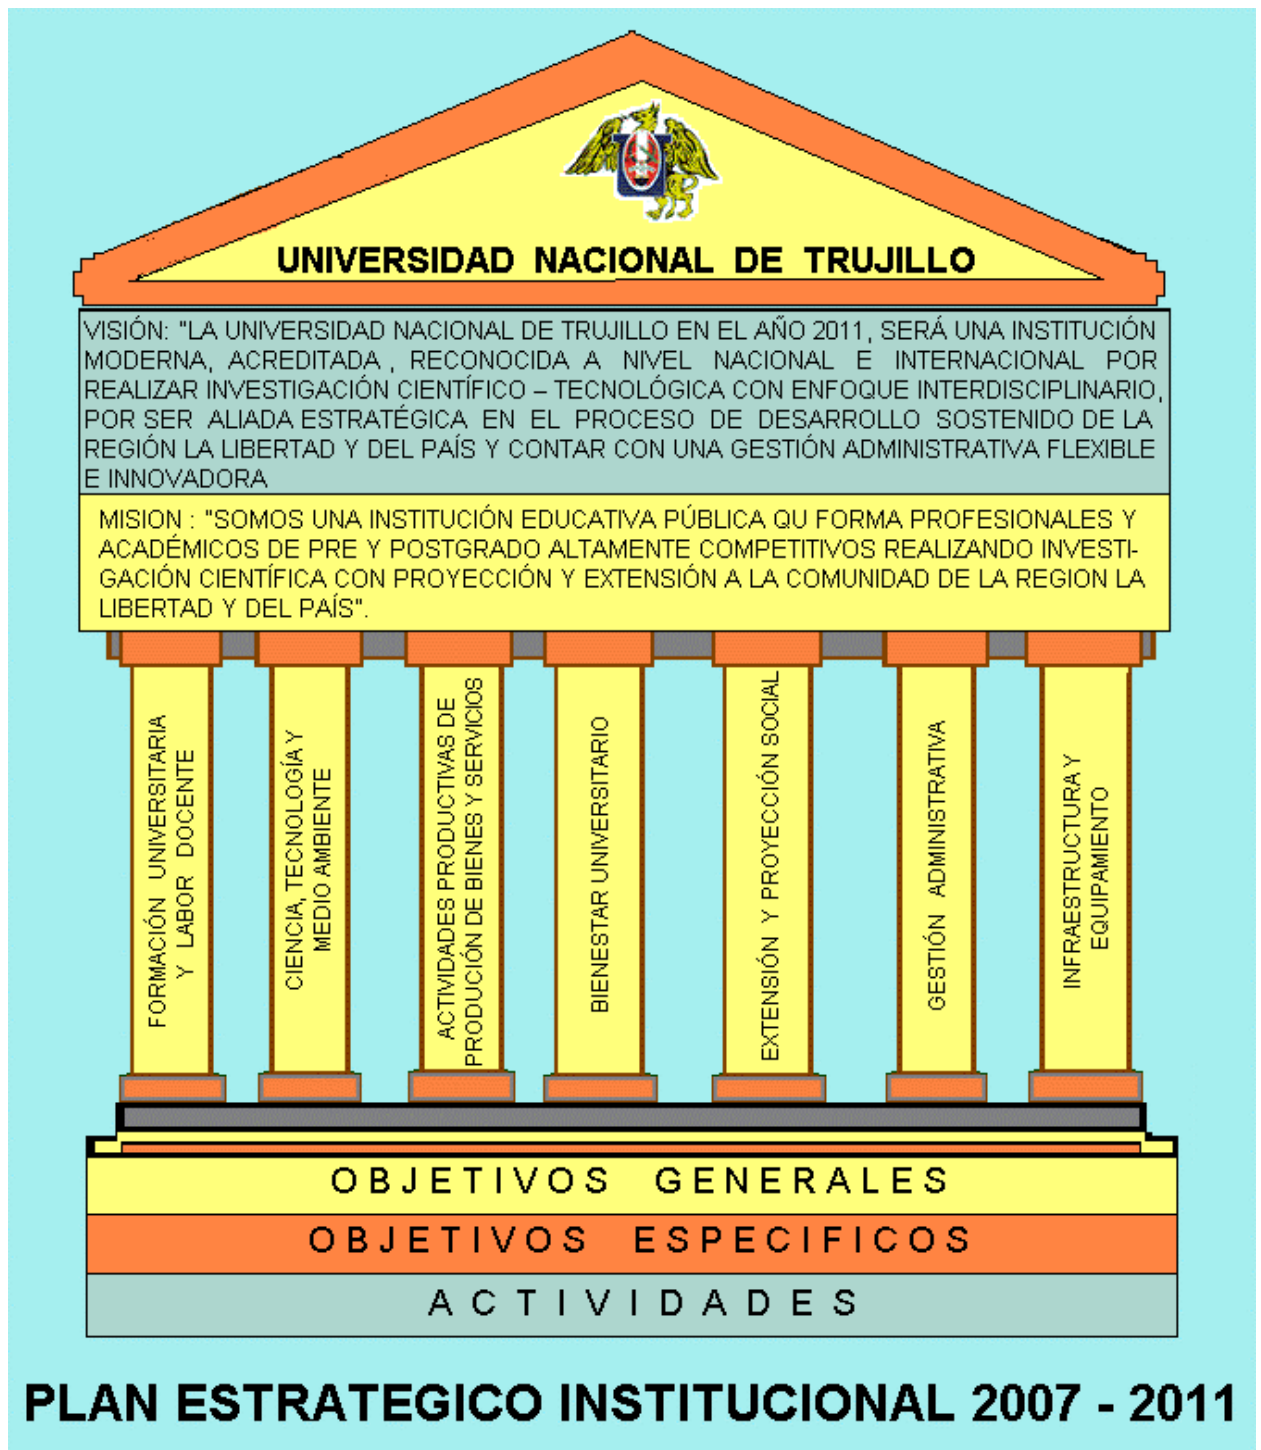 UNIVERSIDAD NACIONAL DE TRUJILLO
VISIÓN: "LA UNIVERSIDAD NACIONAL DE TRUJILLO EN EL AÑO 2011, SERÁ UNA INSTITUCIÓN
MODERNA, ACREDITADA , RECONOCIDA A NIVEL NACIONAL E INTERNACIONAL POR
REALIZAR INVESTIGACIÓN CIENTÍFICO – TECNOLÓGICA CON ENFOQUE INTERDISCIPLINARIO,
POR SER ALIADA ESTRATÉGICA EN EL PROCESO DE DESARROLLO SOSTENIDO DE LA
REGIÓN LA LIBERTAD Y DEL PAÍS Y CONTAR CON UNA GESTIÓN ADMINISTRATIVA FLEXIBLE
E INNOVADORA
MISION : "SOMOS UNA INSTITUCIÓN EDUCATIVA PÚBLICA QU FORMA PROFESIONALES Y
ACADÉMICOS DE PRE Y POSTGRADO ALTAMENTE COMPETITIVOS REALIZANDO INVESTI-
GACIÓN CIENTÍFICA CON PROYECCIÓN Y EXTENSIÓN A LA COMUNIDAD DE LA REGION LA
LIBERTAD Y DEL PAÍS".
FORMACIÓN UNIVERSITARIA
Y LABOR DOCENTE
CIENCIA, TECNOLOGÍA Y
MEDIO AMBIENTE
ACTIVIDADES PRODUCTIVAS DE
PRODUCIÓN DE BIENES Y SERVICIOS
BIENESTAR UNIVERSITARIO
EXTENSIÓN Y PROYECCIÓN SOCIAL
GESTIÓN ADMINISTRATIVA
INFRAESTRUCTURA Y
EQUIPAMIENTO
OBJETIVOS GENERALES
OBJETIVOS ESPECIFICOS
ACTIVIDADES
PLAN ESTRATEGICO INSTITUCIONAL 2007 - 2011